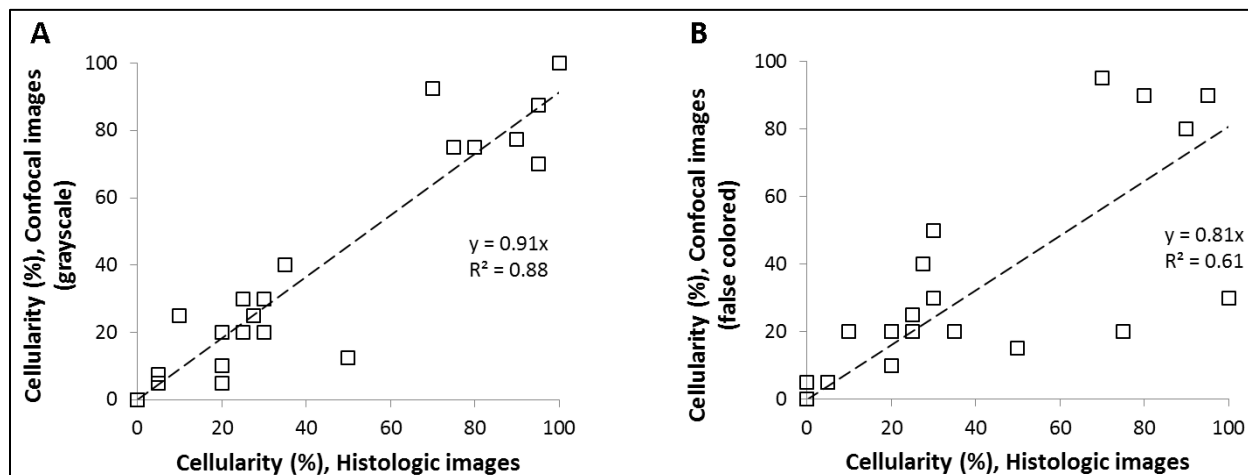 A
Cellularity (%), Confocal images
(grayscale)
100
80
60
40
20
0
y = 0.91x
R² = 0.88
0 20 40 60 80 100
Cellularity (%), Histologic images
B
Cellularity (%), Confocal images
(false colored)
100
80
60
40
20
0
y = 0.81x
R² = 0.61
0 20 40 60 80 100
Cellularity (%), Histologic images